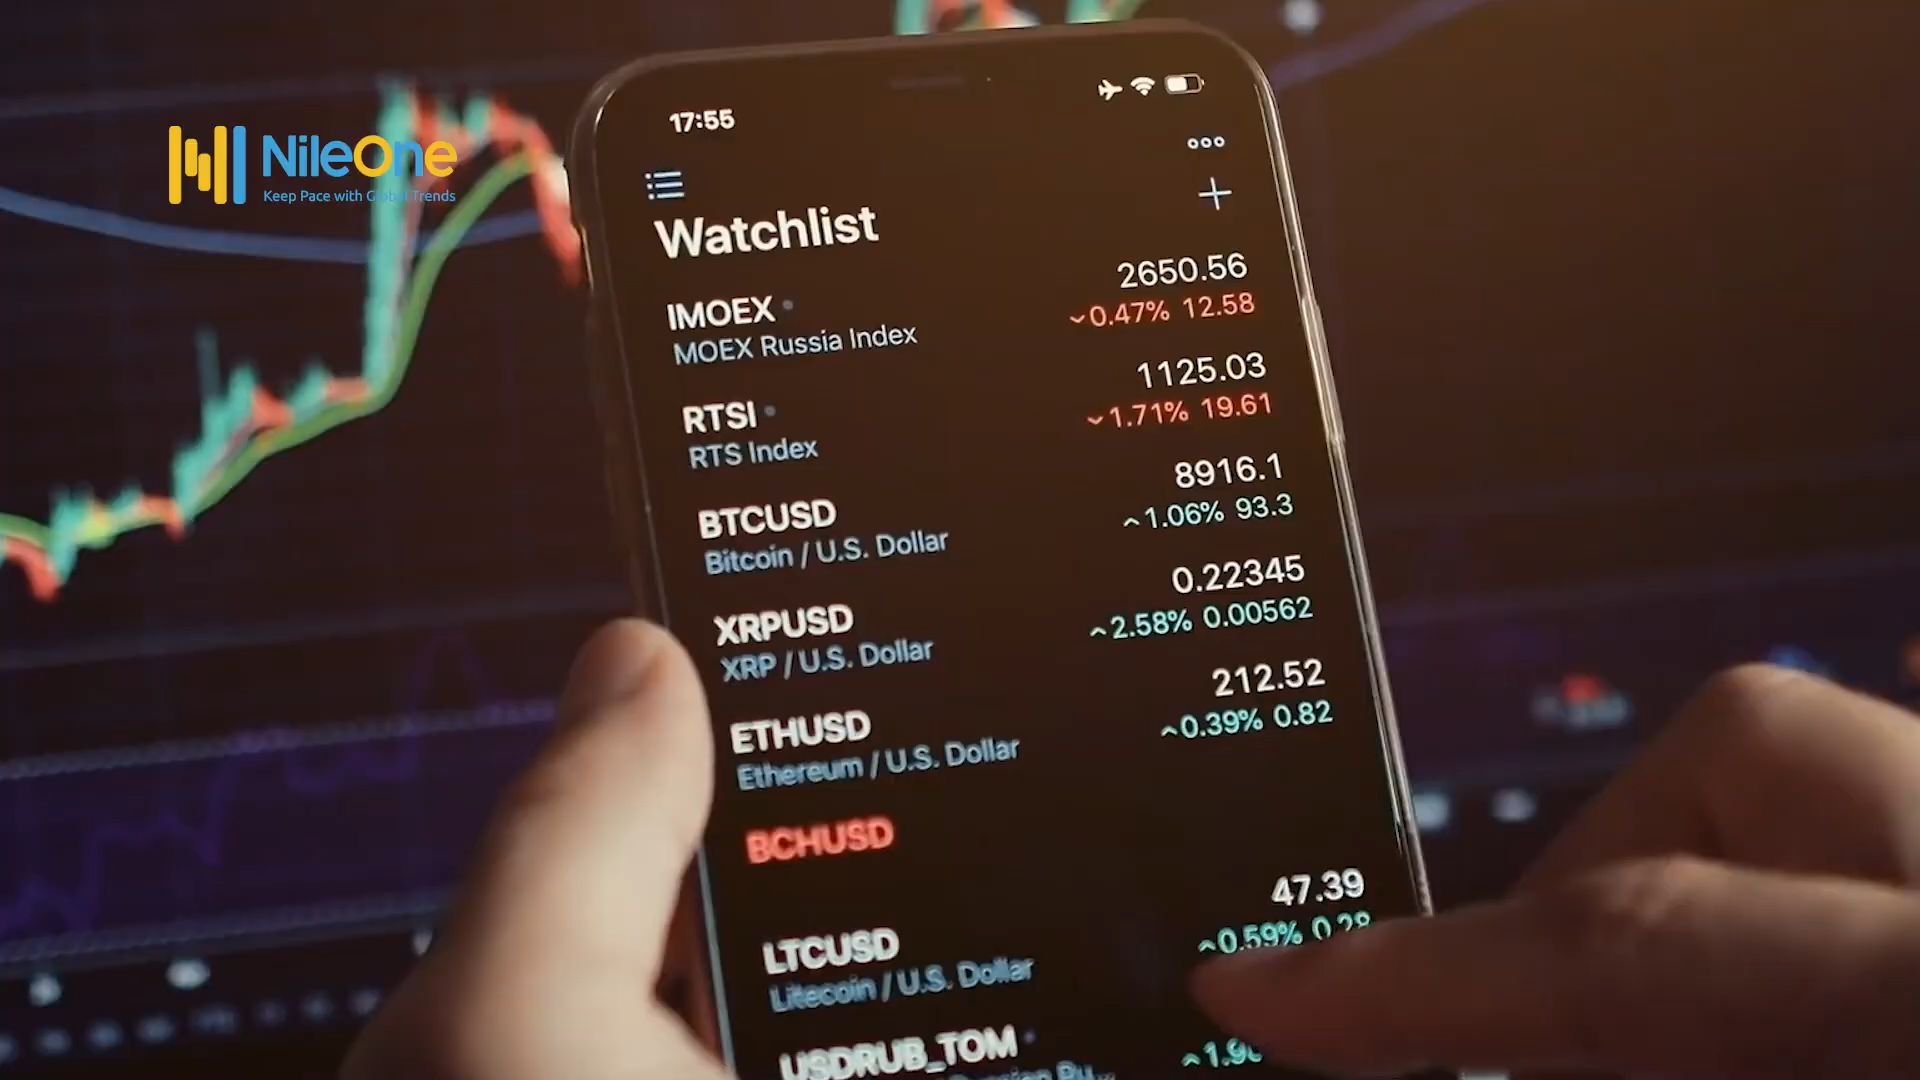 NileOne
Keep Pace with Global Trends
17:55
Watchlist
IMOEX
2650.56
MOEX Russia Index
0.47% 12.58
RTSI
1125.03
RTS Index
1.71% 19.61
BTCUSD
8916.1
Bitcoin / U.S. Dollar
1.06% 93.3
XRPUSD
0.22345
XRP / U.S. Dollar
2.58% 0.00562
ETHUSD
212.52
Ethereum / U.S. Dollar
0.39% 0.82
BCHUSD
LTCUSD
47.39
Litecoin / U.S. Dollar
0.59% 0.28
USDRUB_TOM